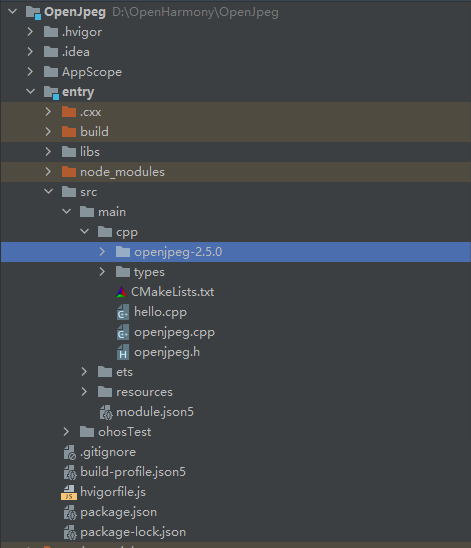 OpenJpeg D:\OpenHarmony\OpenJpeg
.hvigor
.idea
AppScope
entry
.cxx
build
libs
node_modules
src
main
cpp
openjpeg-2.5.0
types
CMakeLists.txt
hello.cpp
openjpeg.cpp
openjpeg.h
ets
resources
module.json5
ohosTest
.gitignore
build-profile.json5
hvigorfile.js
package.json
package-lock.json